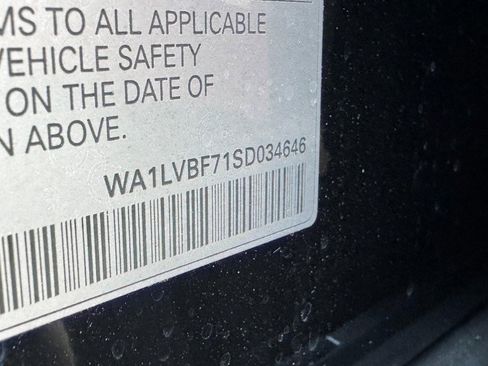 MS TO ALL APPLICABLE
VEHICLE SAFETY
ON THE DATE OF
N ABOVE.
WA1LVBF71SD034646